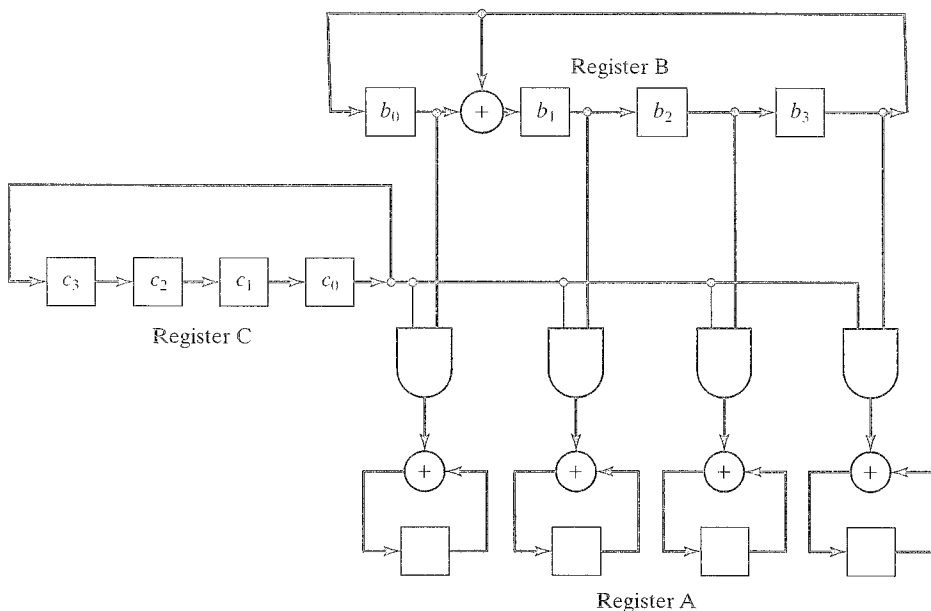 Register B
+
b₀
b₁
b₂
b₃
c₃
c₂
c₁
c₀
Register C
+
+
+
+
Register A